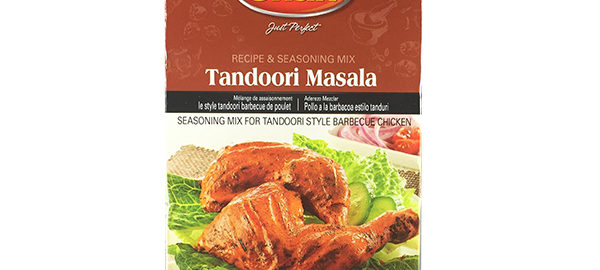 Just Perfect
RECIPE & SEASONING MIX
Tandoori Masala
Mélange de assaisonnement
le style tandoori barbecue de poulet
Aderezo Mezclar
Pollo a la barbacoa estilo tanduri
SEASONING MIX FOR TANDOORI STYLE BARBECUE CHICKEN